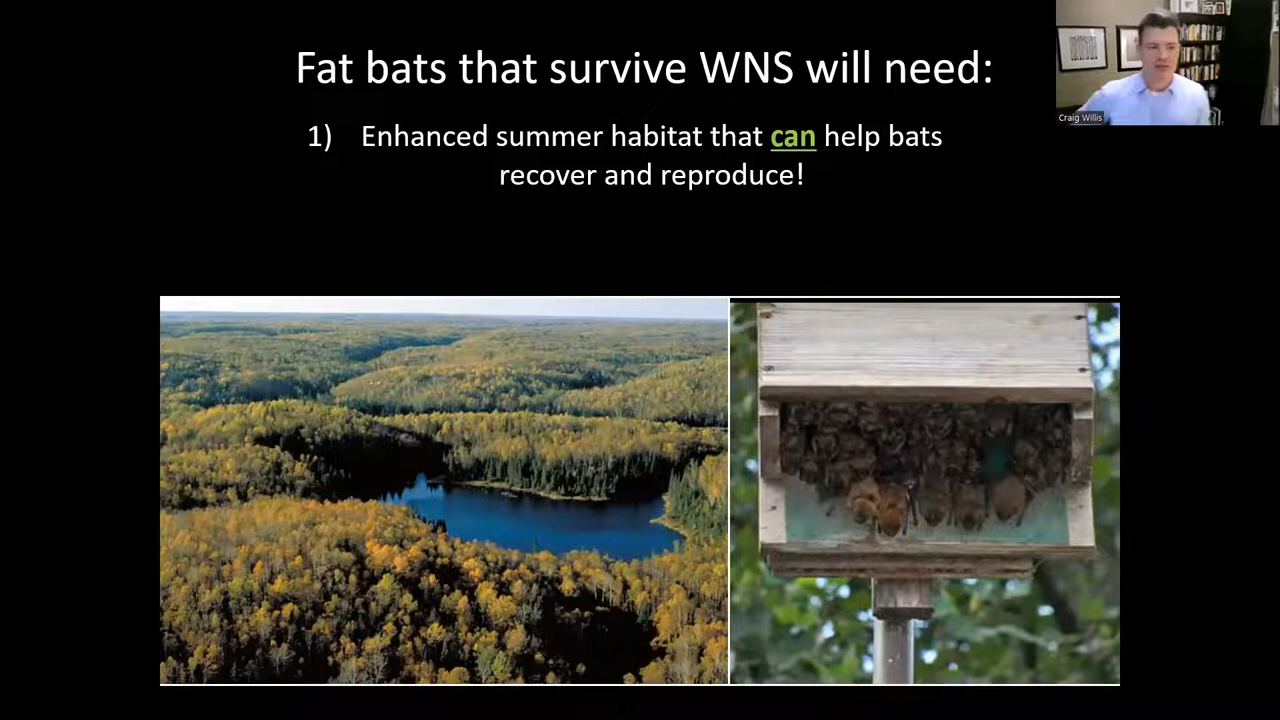 Fat bats that survive WNS will need:
1) Enhanced summer habitat that can help bats
recover and reproduce!
Craig Willis